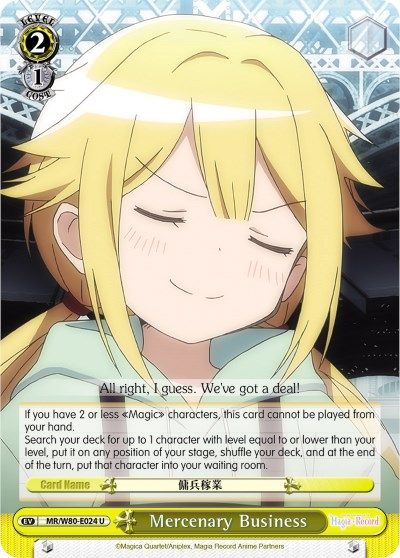 LEVEL
2
1
COST
All right, I guess. We've got a deal!
If you have 2 or less «Magic» characters, this card cannot be played from
your hand.
Search your deck for up to 1 character with level equal to or lower than your
level, put it on any position of your stage, shuffle your deck, and at the end
of the turn, put that character into your waiting room.
Card Name 傭兵稼業
EV MR/W80-E024 U Mercenary Business Magia Record
©Magica Quartet/Aniplex, Magia Record Anime Partners